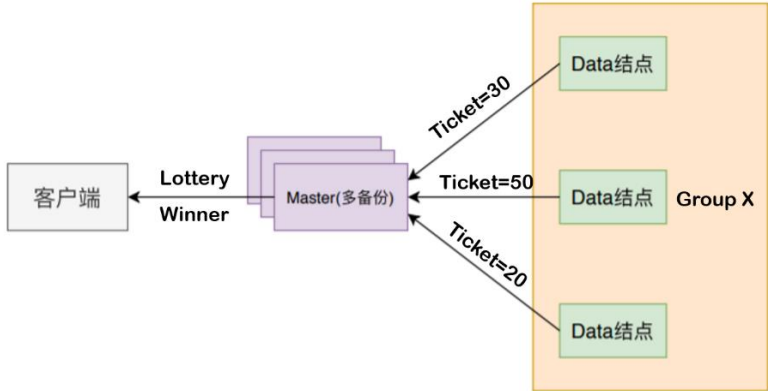 客户端
Lottery
Winner
Master(多备份)
Ticket=30
Ticket=50
Ticket=20
Data结点
Data结点
Group X
Data结点